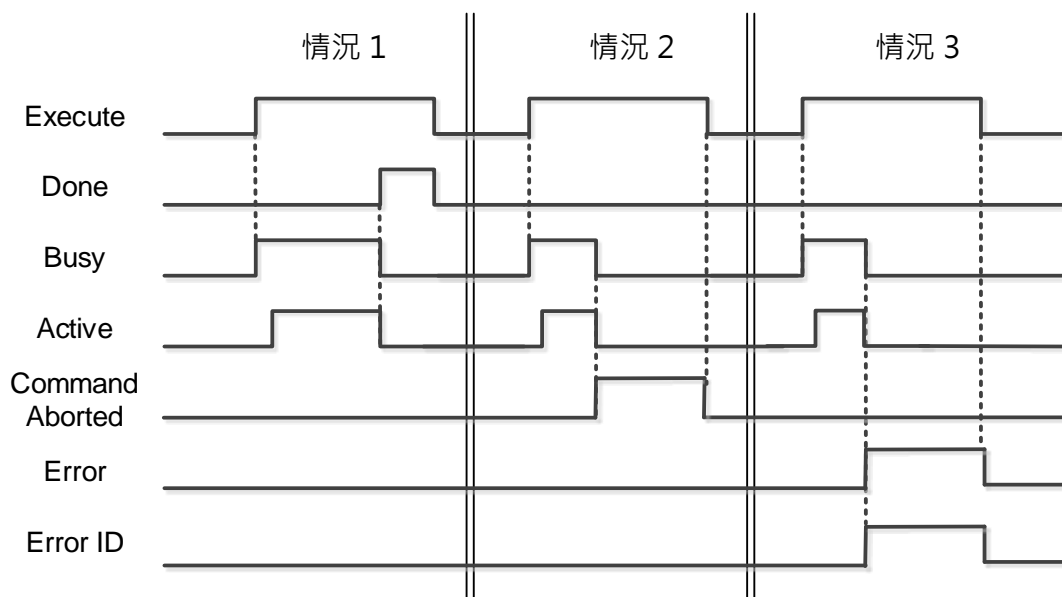 情況 1
情況 2
情況 3
Execute
Done
Busy
Active
Command
Aborted
Error
Error ID